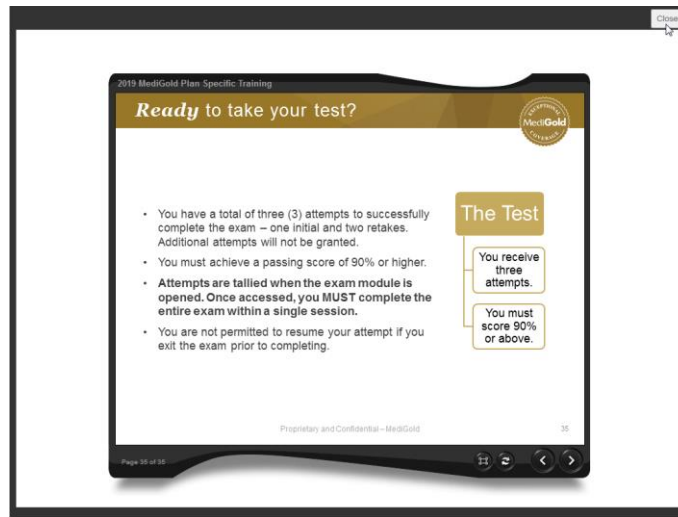 Close
2019 MediGold Plan Specific Training
Ready to take your test?
EXCEPTIONAL
MediGold
COVERAGE
• You have a total of three (3) attempts to successfully
complete the exam – one initial and two retakes.
Additional attempts will not be granted.
• You must achieve a passing score of 90% or higher.
• Attempts are tallied when the exam module is
opened. Once accessed, you MUST complete the
entire exam within a single session.
• You are not permitted to resume your attempt if you
exit the exam prior to completing.
The Test
You receive
three
attempts.
You must
score 90%
or above.
Proprietary and Confidential – MediGold
35
Page 35 of 35